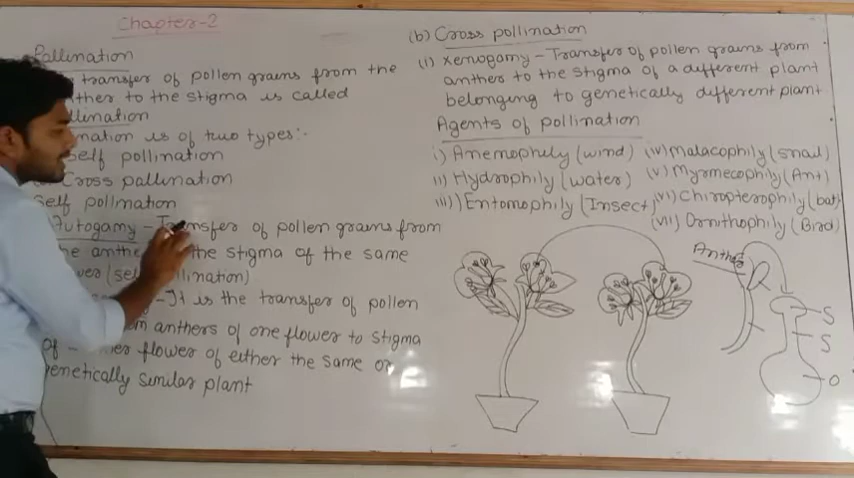 Chapter-2
Pallination
transfer of pollen grains from the
ther to the stigma is called
llination
nation is of two types:-
Self pollination
Cross pallination
Self pollination
Autogamy - Transfer of pollen grains from
he anthe the stigma of the same
wer (sel llination)
- It is the transfer of pollen
m anthers of one flower to stigma
of flower of either the same or
genetically similar plant
(b) Cross pollination
(i) Xenogamy - Transfer of pollen grains from
anther to the stigma of a different plant
belonging to genetically different plant
Agents of pollination
i) Anemophily (wind) (iv) Malacophily (snail)
ii) Hydrophily (water) (v) Myrmecophily (Ant)
iii) Entomophily (Insect) (vi) Chiropterophily (bat)
(vii) Ornithophily (Bird)
Anther
S
S
O